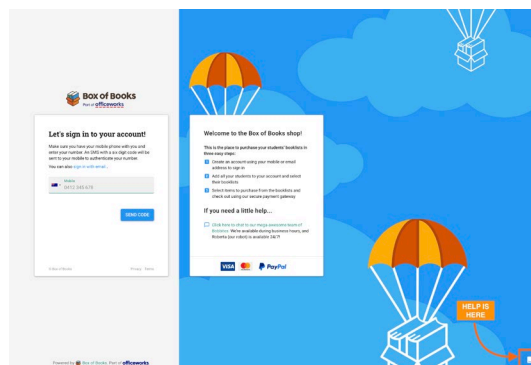 BOX OF BOOKS
Part of officeworks
Let's sign in to your account!
Make sure you have your mobile phone with you and
enter your number. An SMS with a six digit code will be
sent to your mobile to authenticate your number.
You can also sign in with email...
Mobile
0412 345 678
SEND CODE
© Box of Books
Privacy Terms
Powered by Box of Books Part of officeworks
Welcome to the Box of Books shop!
This is the place to purchase your students' booklists in
three easy steps:
1 Create an account using your mobile or email
address to sign in
2 Add all your students to your account and select
their booklists
3 Select items to purchase from the booklists and
check out using our secure payment gateway
If you need a little help...
Click here to chat to our mega-awesome team of
Bobsters. We're available during business hours, and
Roberta (our robot) is available 24/7!
VISA
PayPal
HELP IS
HERE